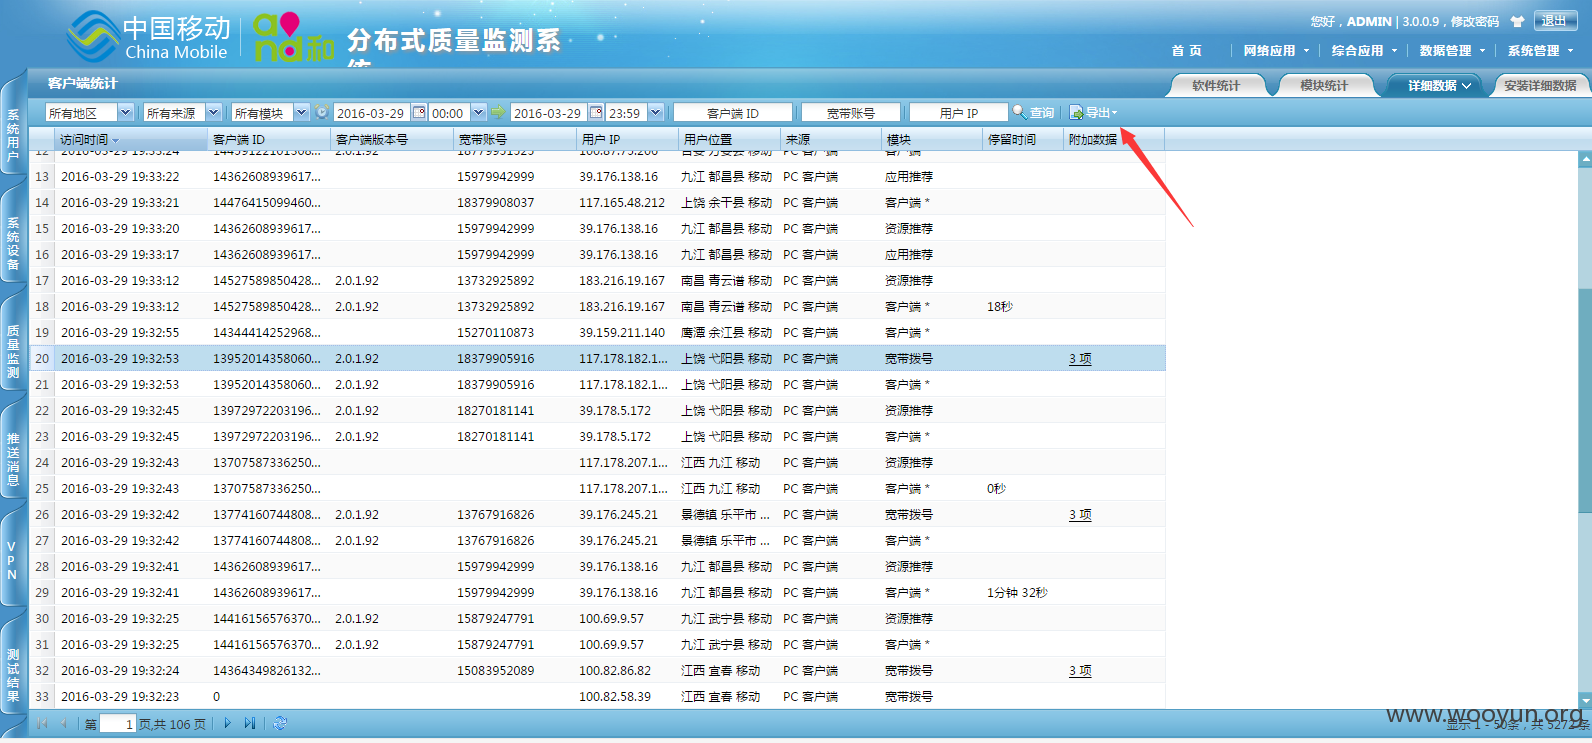 中国移动
China Mobile
and和
分布式质量监测系
您好，ADMIN | 3.0.0.9，修改密码 退出
首 页 网络应用 综合应用 数据管理 系统管理
客户端统计
软件统计 模块统计 详细数据 安装详细数据
所有地区 所有来源 所有模块 2016-03-29 00:00 2016-03-29 23:59 客户端 ID 宽带账号 用户 IP 查询 导出
访问时间 客户端 ID 客户端版本号 宽带账号 用户 IP 用户位置 来源 模块 停留时间 附加数据
13 2016-03-29 19:33:22 14362608939617... 15979942999 39.176.138.16 九江 都昌县 移动 PC 客户端 应用推荐
14 2016-03-29 19:33:21 14476415099460... 18379908037 117.165.48.212 上饶 余干县 移动 PC 客户端 客户端 *
15 2016-03-29 19:33:20 14362608939617... 15979942999 39.176.138.16 九江 都昌县 移动 PC 客户端 资源推荐
16 2016-03-29 19:33:17 14362608939617... 15979942999 39.176.138.16 九江 都昌县 移动 PC 客户端 应用推荐
17 2016-03-29 19:33:12 14527589850428... 2.0.1.92 13732925892 183.216.19.167 南昌 青云谱 移动 PC 客户端 资源推荐
18 2016-03-29 19:33:12 14527589850428... 2.0.1.92 13732925892 183.216.19.167 南昌 青云谱 移动 PC 客户端 客户端 * 18秒
19 2016-03-29 19:32:55 14344414252968... 15270110873 39.159.211.140 鹰潭 余江县 移动 PC 客户端 客户端 *
20 2016-03-29 19:32:53 13952014358060... 2.0.1.92 18379905916 117.178.182.1... 上饶 弋阳县 移动 PC 客户端 宽带拨号 3 项
21 2016-03-29 19:32:53 13952014358060... 2.0.1.92 18379905916 117.178.182.1... 上饶 弋阳县 移动 PC 客户端 客户端 *
22 2016-03-29 19:32:45 13972972203196... 2.0.1.92 18270181141 39.178.5.172 上饶 弋阳县 移动 PC 客户端 资源推荐
23 2016-03-29 19:32:45 13972972203196... 2.0.1.92 18270181141 39.178.5.172 上饶 弋阳县 移动 PC 客户端 客户端 *
24 2016-03-29 19:32:43 13707587336250... 117.178.207.1... 江西 九江 移动 PC 客户端 资源推荐
25 2016-03-29 19:32:43 13707587336250... 117.178.207.1... 江西 九江 移动 PC 客户端 客户端 * 0秒
26 2016-03-29 19:32:42 13774160744808... 2.0.1.92 13767916826 39.176.245.21 景德镇 乐平市 ... PC 客户端 宽带拨号 3 项
27 2016-03-29 19:32:42 13774160744808... 2.0.1.92 13767916826 39.176.245.21 景德镇 乐平市 ... PC 客户端 客户端 *
28 2016-03-29 19:32:41 14362608939617... 15979942999 39.176.138.16 九江 都昌县 移动 PC 客户端 资源推荐
29 2016-03-29 19:32:41 14362608939617... 15979942999 39.176.138.16 九江 都昌县 移动 PC 客户端 客户端 * 1分钟 32秒
30 2016-03-29 19:32:25 14416156576370... 2.0.1.92 15879247791 100.69.9.57 九江 武宁县 移动 PC 客户端 资源推荐
31 2016-03-29 19:32:25 14416156576370... 2.0.1.92 15879247791 100.69.9.57 九江 武宁县 移动 PC 客户端 客户端 *
32 2016-03-29 19:32:24 14364349826132... 15083952089 100.82.86.82 江西 宜春 移动 PC 客户端 宽带拨号 3 项
33 2016-03-29 19:32:23 0 100.82.58.39 江西 宜春 移动 PC 客户端 宽带拨号
系统用户
系统设备
质量监测
推送消息
VPN
测试结果
第 1 页,共 106 页
显示 1 - 50条，共 5272 条
www.wooyun.org